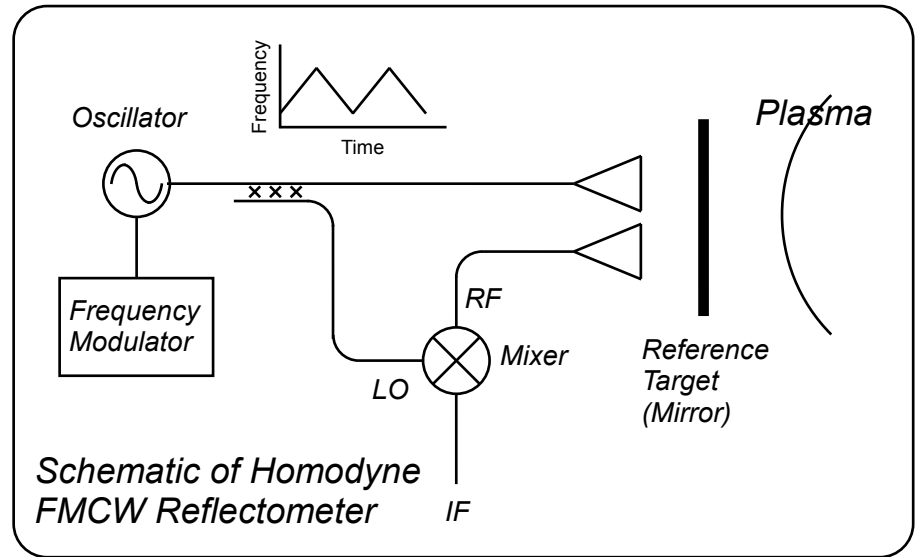 Frequency
Time
Oscillator
Plasma
Frequency
Modulator
RF
Mixer
LO
Reference
Target
(Mirror)
Schematic of Homodyne
FMCW Reflectometer
IF